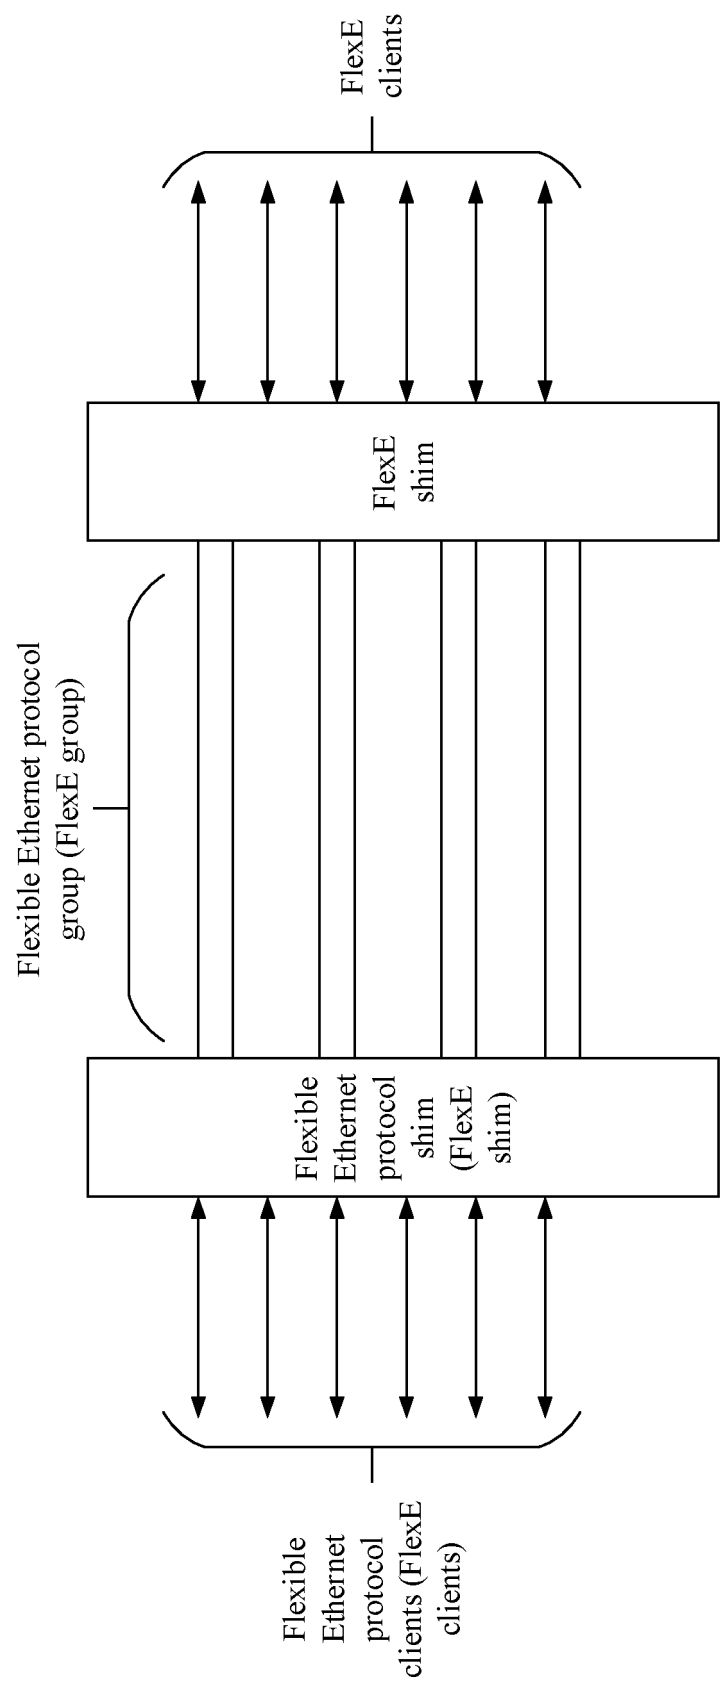 Flexible Ethernet protocol
group (FlexE group)
Flexible
Ethernet
protocol
clients (FlexE
clients)
Flexible
Ethernet
protocol
shim
(FlexE
shim)
FlexE
shim
FlexE
clients